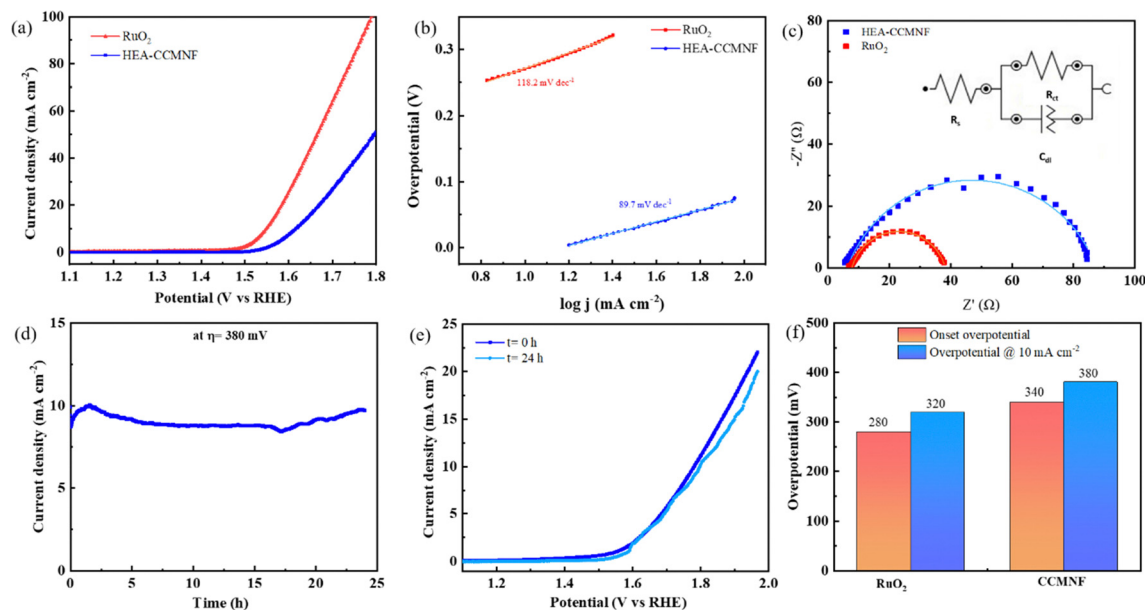 (a)
RuO₂
HEA-CCMNF
100
80
60
40
20
0
1.1 1.2 1.3 1.4 1.5 1.6 1.7 1.8
Current density (mA cm⁻²)
Potential (V vs RHE)
(b)
RuO₂
HEA-CCMNF
118.2 mV dec⁻¹
89.7 mV dec⁻¹
0.3
0.2
0.1
0.0
0.8 1.0 1.2 1.4 1.6 1.8 2.0
Overpotential (V)
log j (mA cm⁻²)
(c)
HEA-CCMNF
RuO₂
Rs
Rct
Cdl
80
60
40
20
0
0 20 40 60 80 100
-Z'' (Ω)
Z' (Ω)
(d)
at η= 380 mV
15
10
5
0
0 5 10 15 20 25
Current density (mA cm⁻²)
Time (h)
(e)
t= 0 h
t= 24 h
25
20
15
10
5
0
1.2 1.4 1.6 1.8 2.0
Current density (mA cm⁻²)
Potential (V vs RHE)
(f)
Onset overpotential
Overpotential @ 10 mA cm⁻²
500
400
300
200
100
0
280
320
340
380
RuO₂
CCMNF
Overpotential (mV)